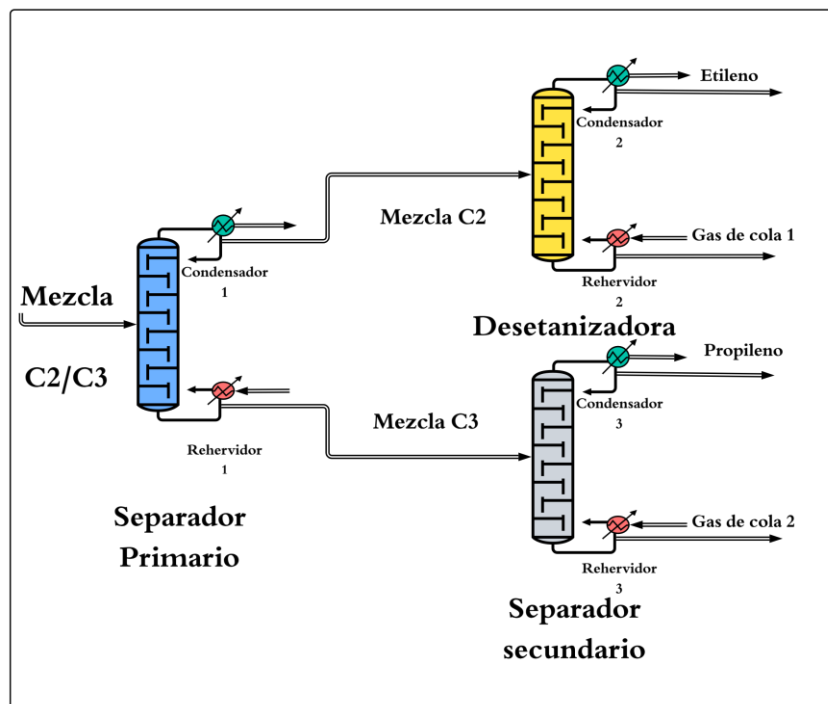 Etileno
Condensador
2
Mezcla C2
Gas de cola 1
Rehervidor
2
Desetanizadora
Condensador
1
Mezcla
C2/C3
Rehervidor
1
Separador
Primario
Propileno
Condensador
3
Mezcla C3
Gas de cola 2
Rehervidor
3
Separador
secundario